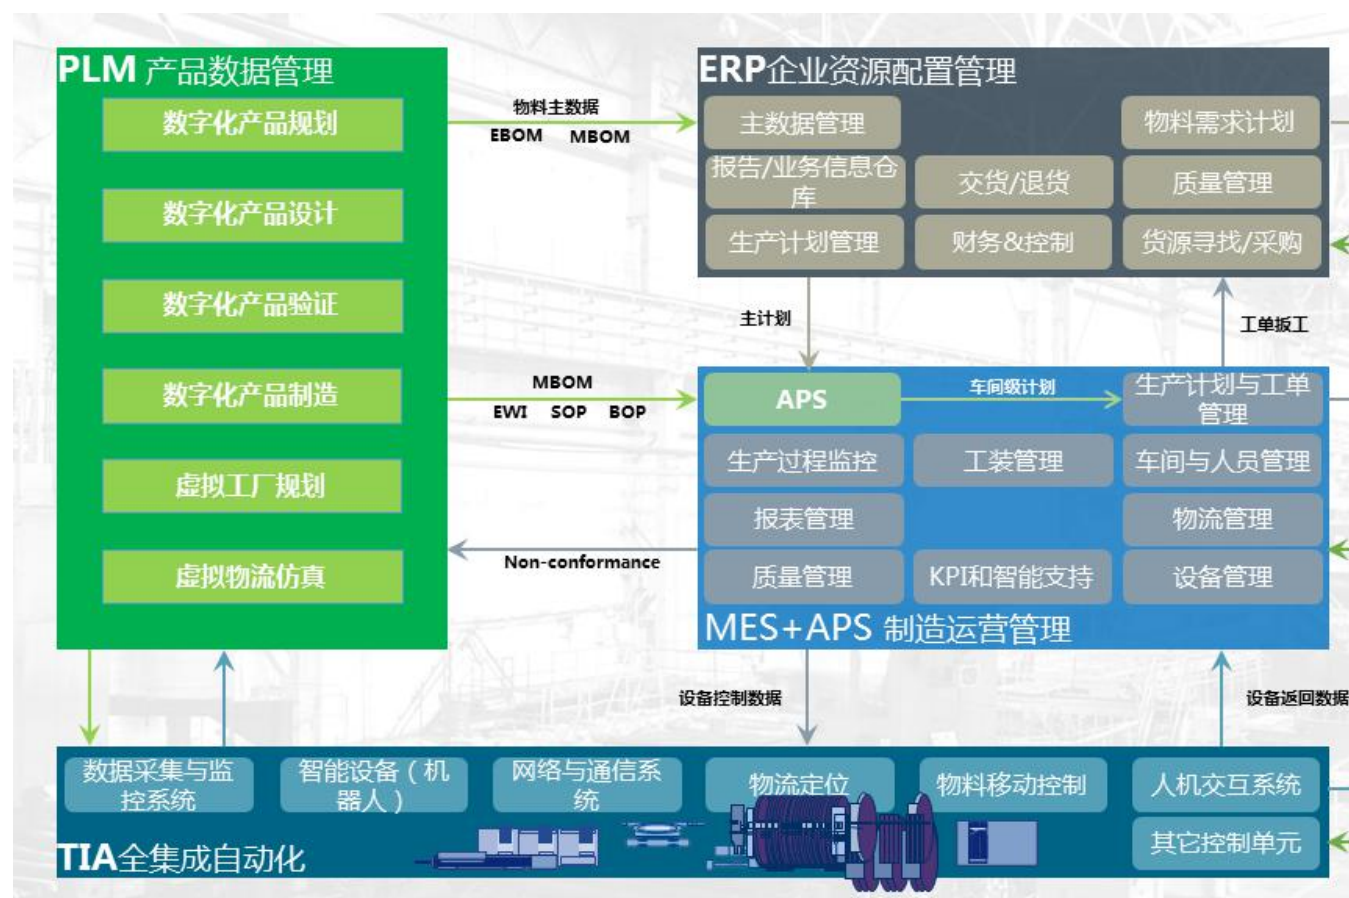 PLM 产品数据管理
数字化产品规划
数字化产品设计
数字化产品验证
数字化产品制造
虚拟工厂规划
虚拟物流仿真
物料主数据
EBOM MBOM
MBOM
EWI SOP BOP
Non-conformance
ERP企业资源配置管理
主数据管理
物料需求计划
报告/业务信息仓
库
交货/退货
质量管理
生产计划管理
财务&控制
货源寻找/采购
主计划
工单扳工
APS
车间级计划
生产计划与工单
管理
生产过程监控
工装管理
车间与人员管理
报表管理
物流管理
质量管理
KPI和智能支持
设备管理
MES+APS 制造运营管理
设备控制数据
设备返回数据
数据采集与监
控系统
智能设备（机
器人）
网络与通信系
统
物流定位
物料移动控制
人机交互系统
其它控制单元
TIA全集成自动化